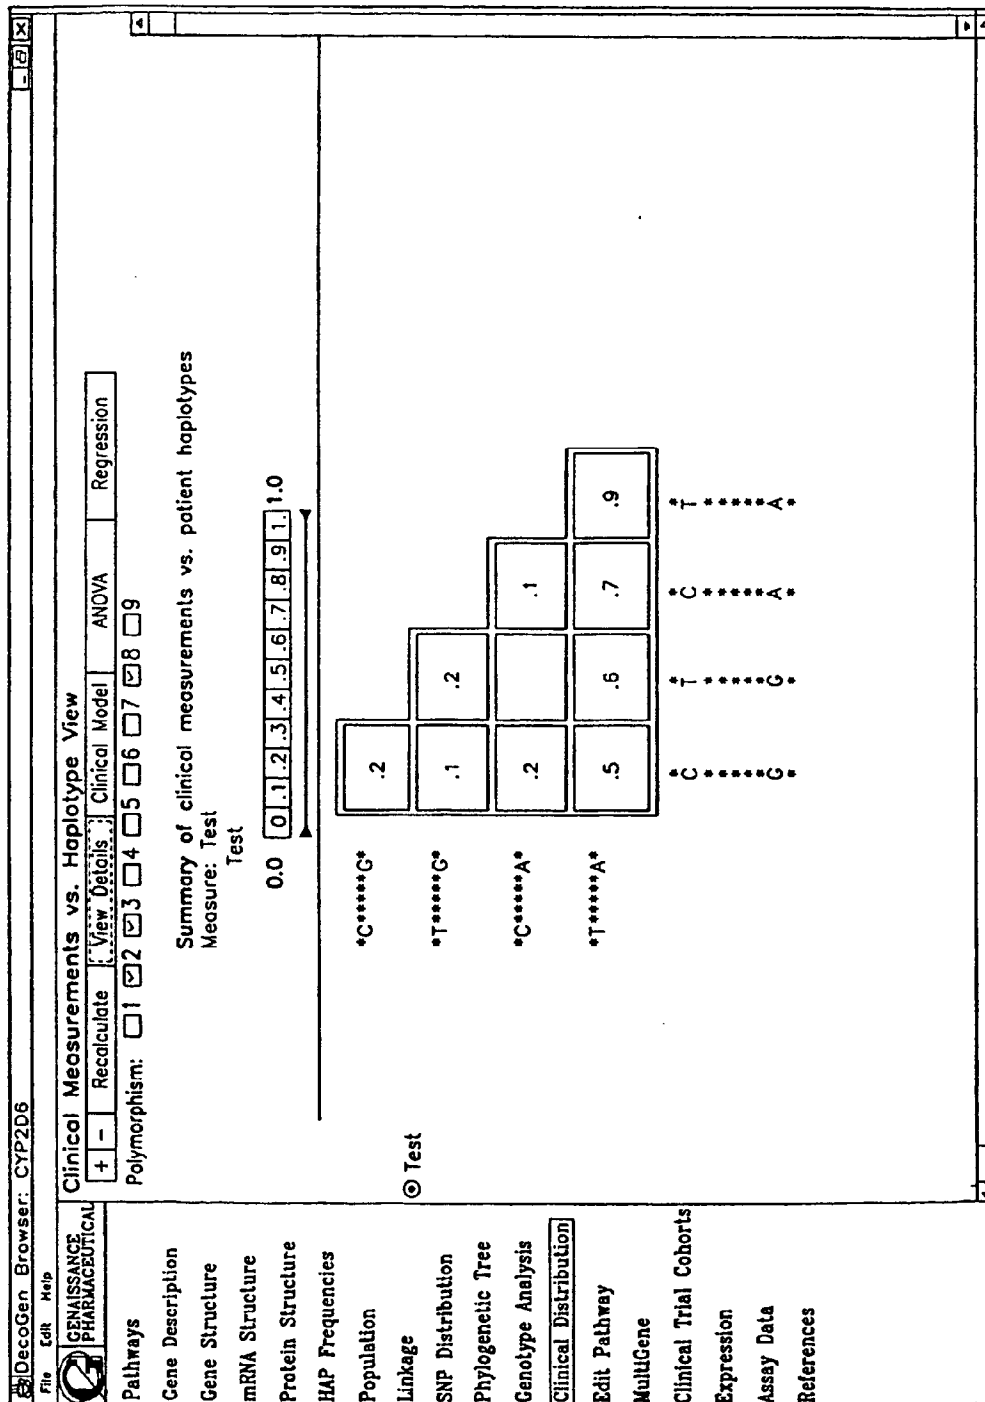 DecoGen Browser: CYP2D6
File Edit Help
GENAISSANCE
PHARMACEUTICAL
Pathways
Gene Description
Gene Structure
mRNA Structure
Protein Structure
HAP Frequencies
Population
Linkage
SNP Distribution
Phylogenetic Tree
Genotype Analysis
Clinical Distribution
Edit Pathway
MultiGene
Clinical Trial Cohorts
Expression
Assay Data
References
Clinical Measurements vs. Haplotype View
+ - Recalculate View Details Clinical Model ANOVA Regression
Polymorphism: 1 2 3 4 5 6 7 8 9
Summary of clinical measurements vs. patient haplotypes
Measure: Test
Test
0.0 0 .1 .2 .3 .4 .5 .6 .7 .8 .9 1. 1.0
Test
*C*****G* .2
*T*****G* .1 .2
*C*****A* .2 .1
*T*****A* .5 .6 .7 .9
*C*****G* *T*****G* *C*****A* *T*****A*